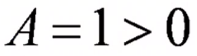 A = 1 > 0